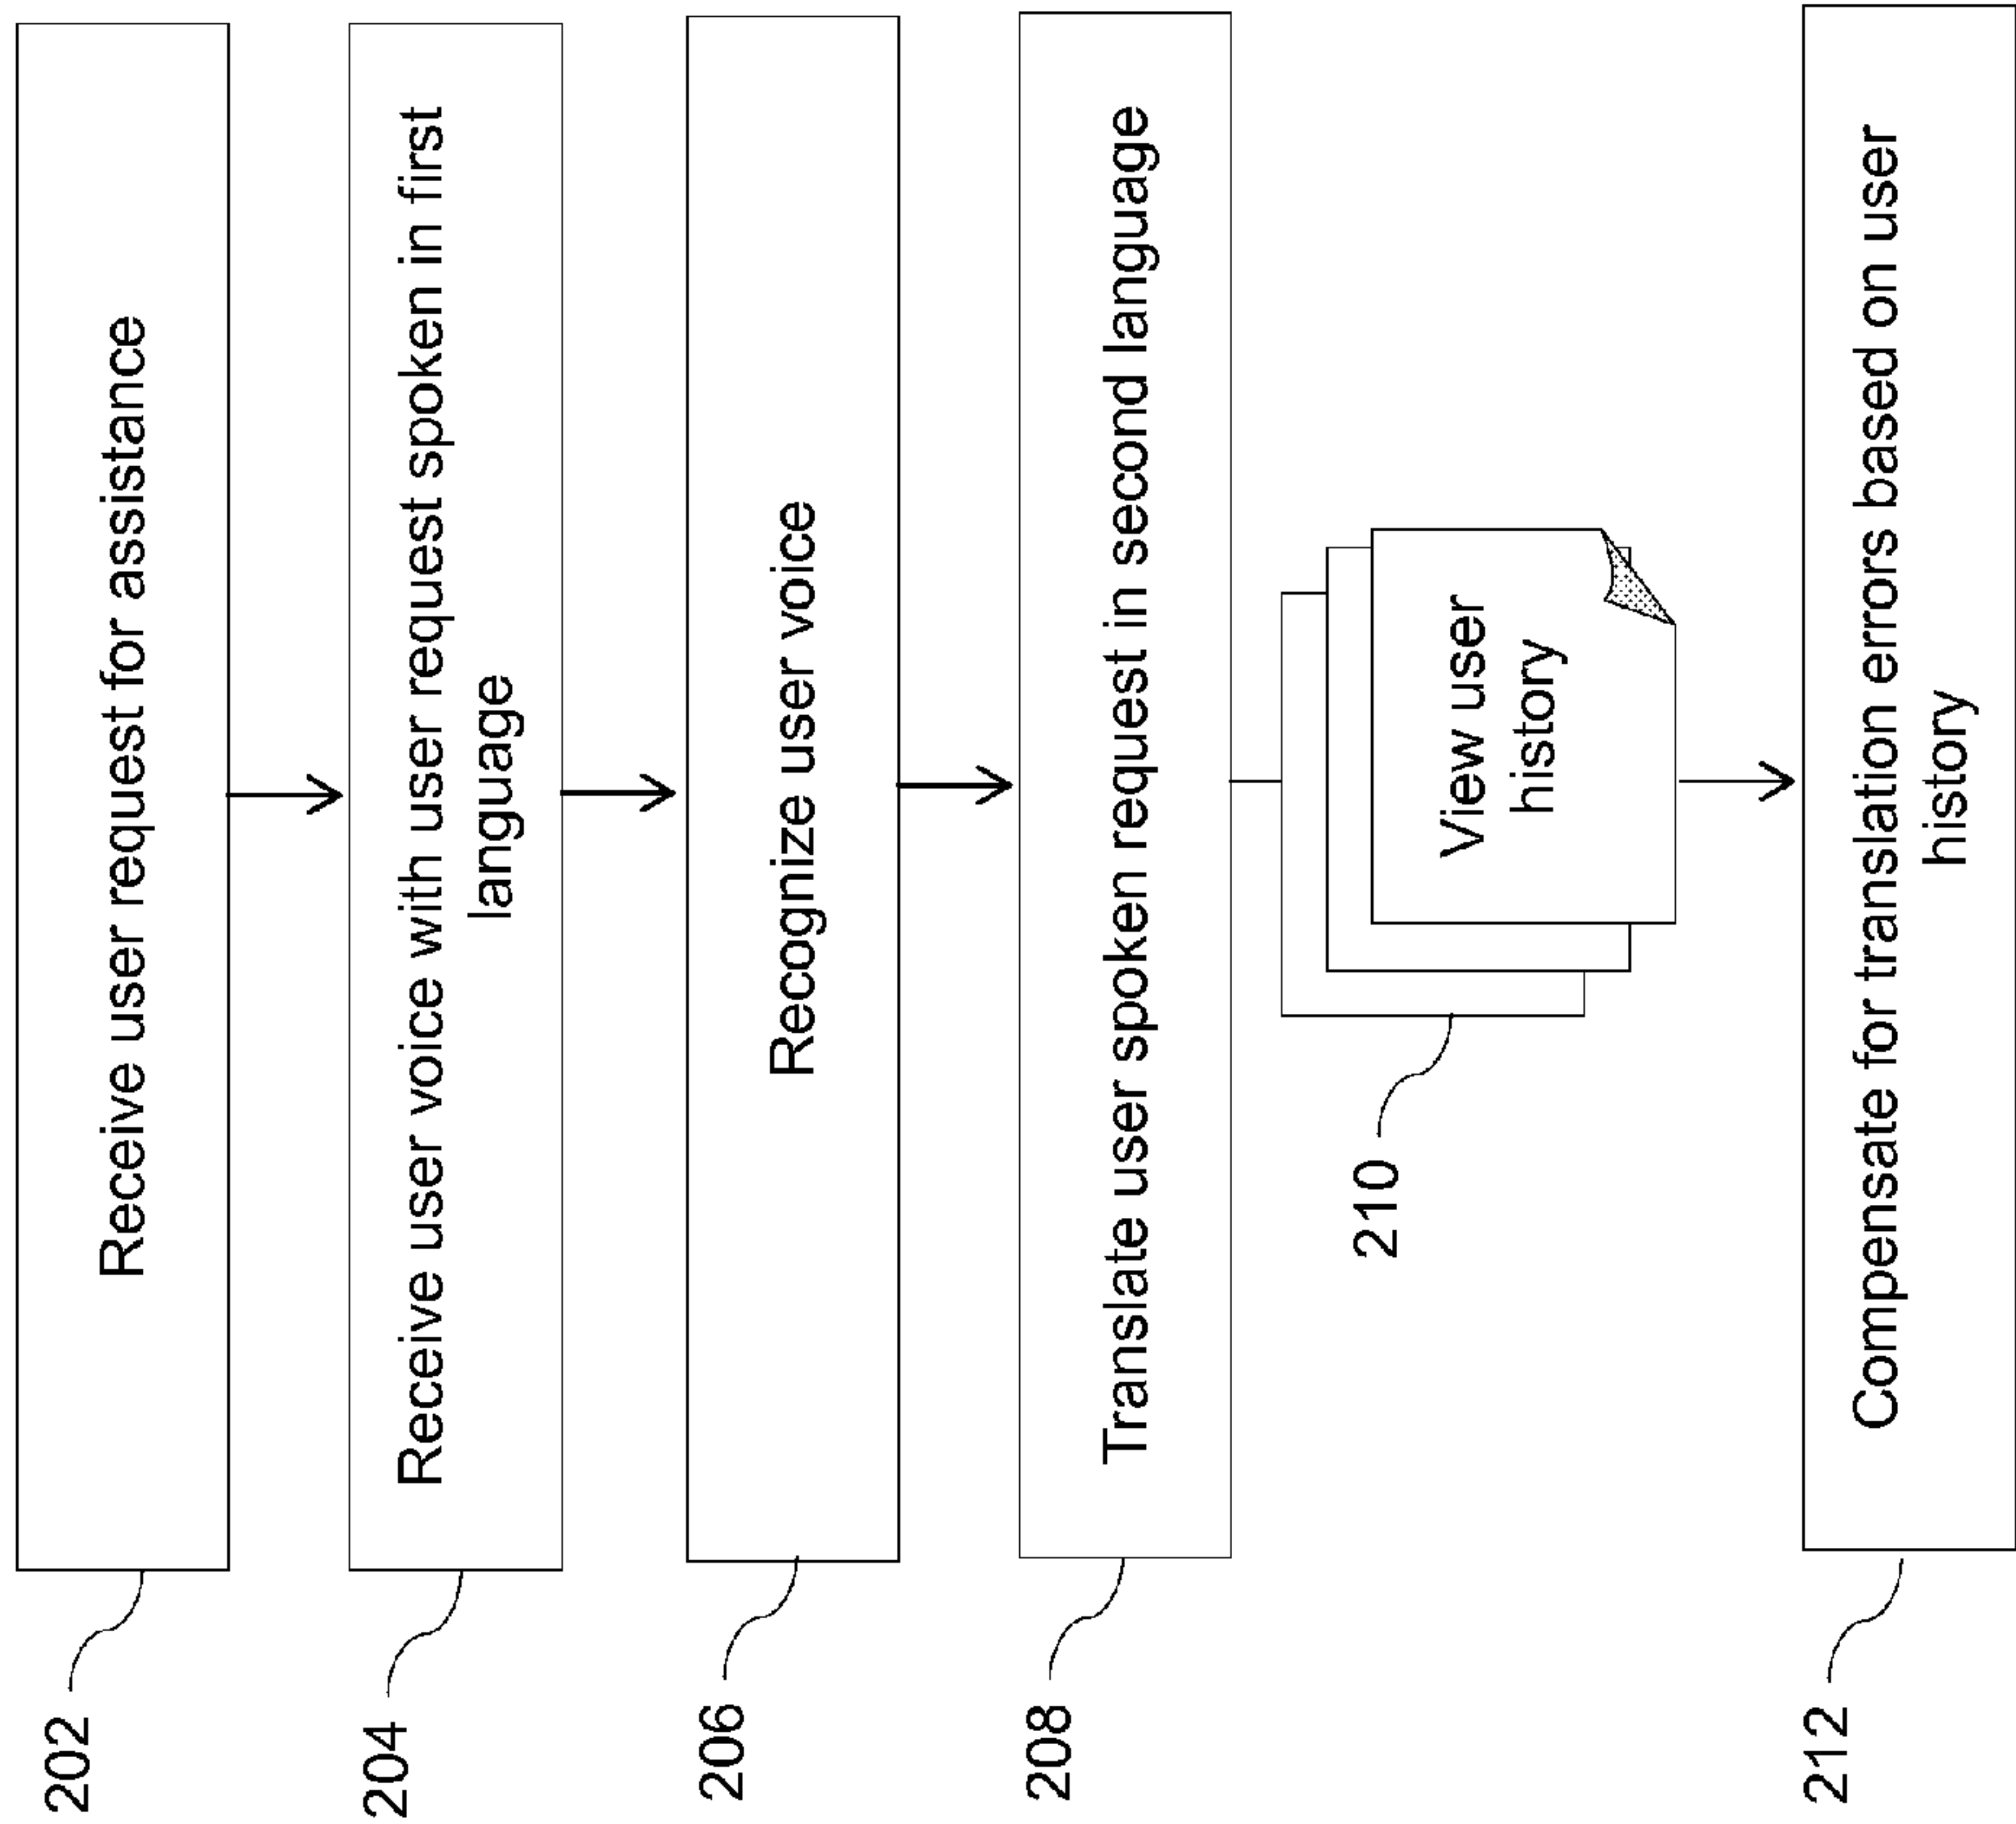 202
Receive user request for assistance
204
Receive user voice with user request spoken in first
language
206
Recognize user voice
208
Translate user spoken request in second language
210
View user
history
212
Compensate for translation errors based on user
history